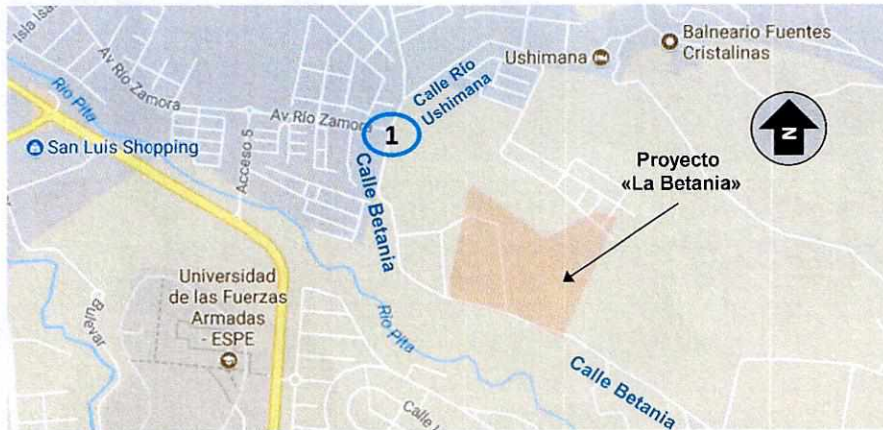 Isla Isa
Av Río Zamora
Río Pita
San Luis Shopping
Acceso 5
Av. Río Zamora
1
Calle Río
Ushimana
Ushimana
Balneario Fuentes
Cristalinas
N
Calle Betania
Proyecto
«La Betania»
Universidad
de las Fuerzas
Armadas
- ESPE
Bulevar
Río Pita
Calle Betania
Calle